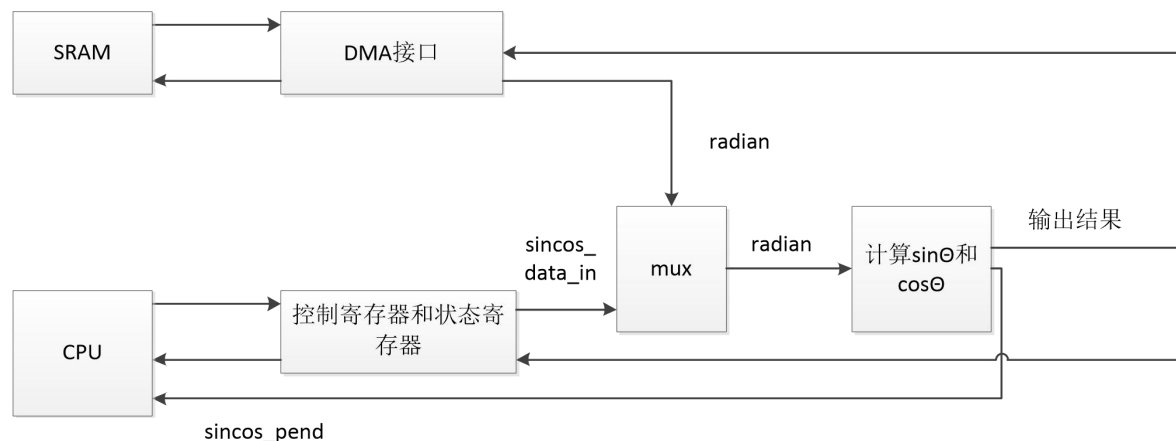 SRAM
DMA接口
radian
sincos_
data_in
mux
radian
计算sinΘ和
cosΘ
输出结果
CPU
控制寄存器和状态寄
存器
sincos_pend